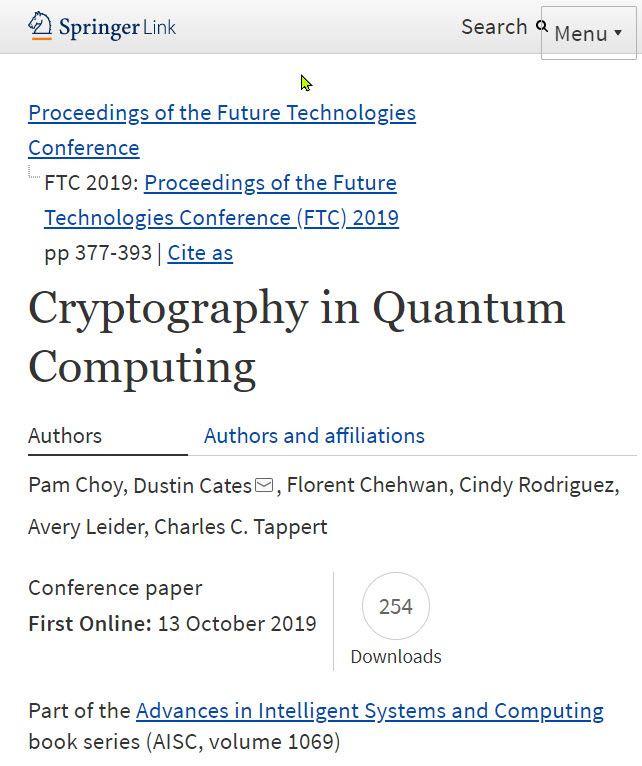 Springer Link
Search
Menu
Proceedings of the Future Technologies
Conference
FTC 2019: Proceedings of the Future
Technologies Conference (FTC) 2019
pp 377-393 | Cite as
Cryptography in Quantum
Computing
Authors
Authors and affiliations
Pam Choy, Dustin Cates, Florent Chehwan, Cindy Rodriguez,
Avery Leider, Charles C. Tappert
Conference paper
First Online: 13 October 2019
254
Downloads
Part of the Advances in Intelligent Systems and Computing
book series (AISC, volume 1069)